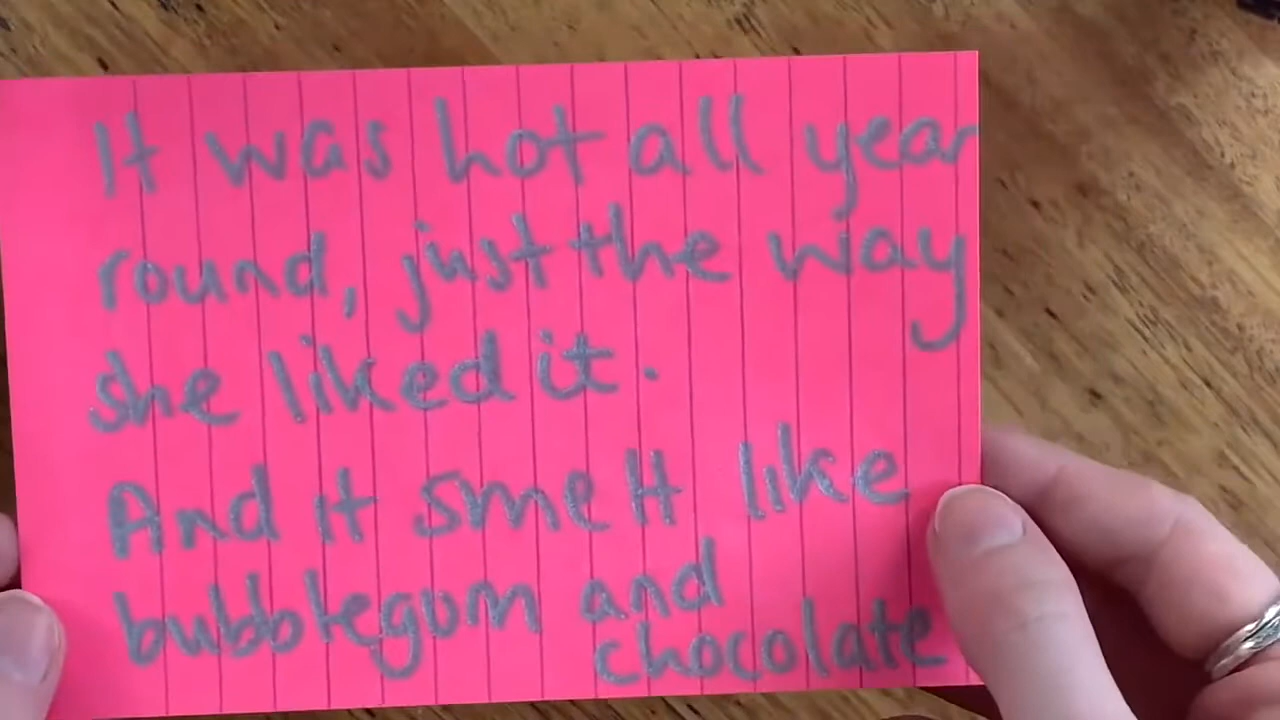 It was hot all year
round, just the way
she liked it.
And it smelt like
bubblegum and
chocolate